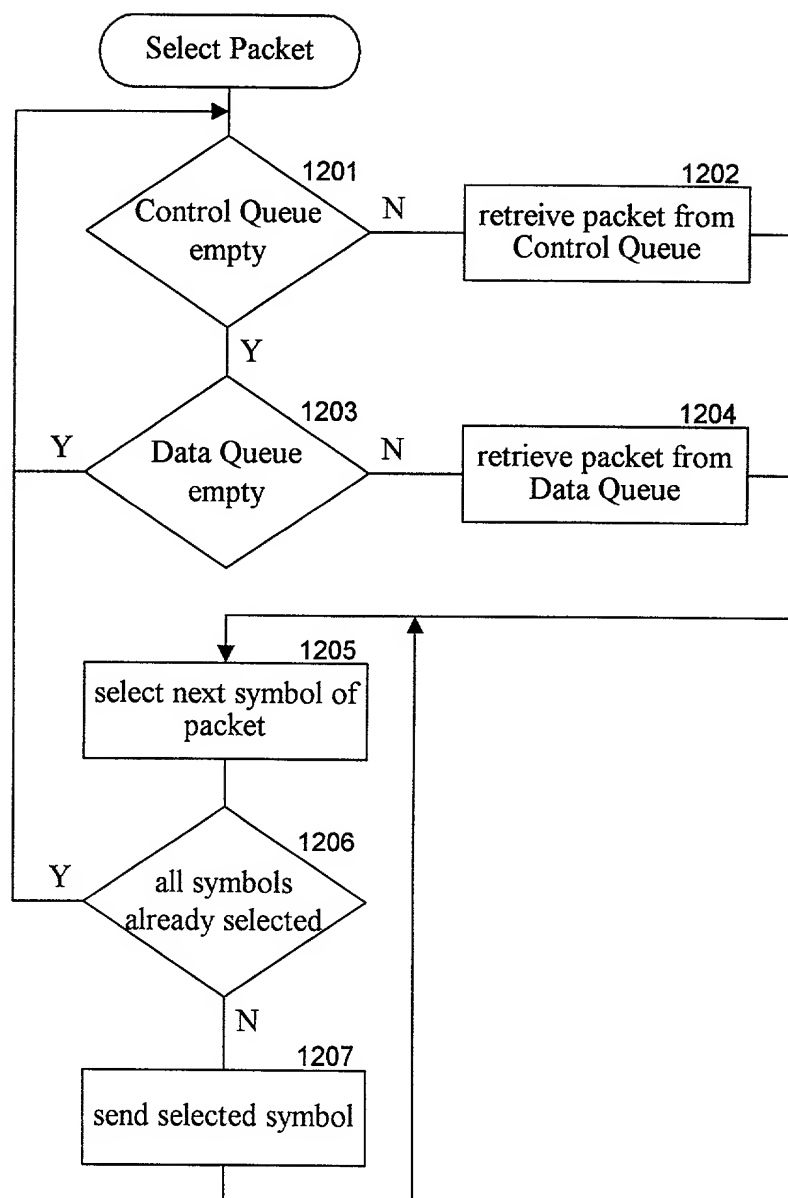 Select Packet
1201
Control Queue
empty
N
1202
retreive packet from
Control Queue
Y
1203
Data Queue
empty
Y
N
1204
retrieve packet from
Data Queue
1205
select next symbol of
packet
1206
all symbols
already selected
Y
N
1207
send selected symbol